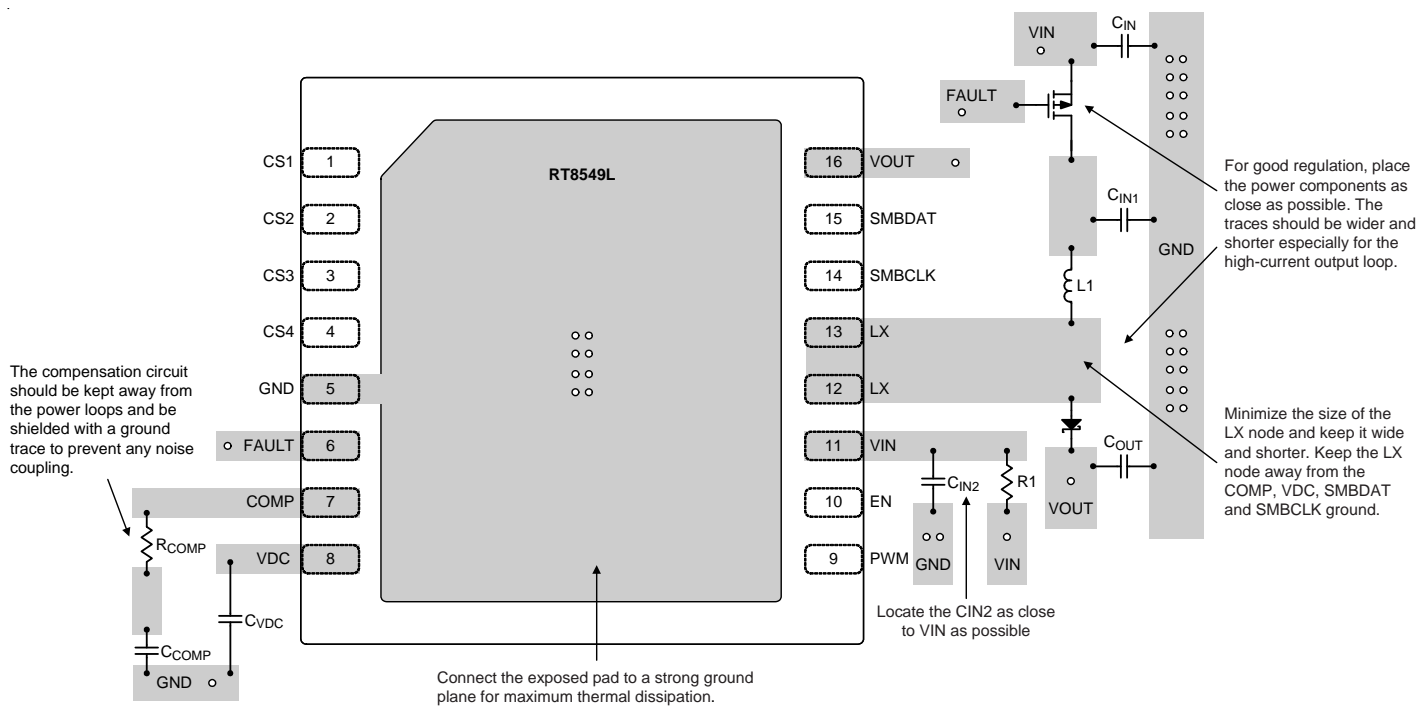 VIN
C_IN
FAULT
C_IN1
GND
L1
For good regulation, place
the power components as
close as possible. The
traces should be wider and
shorter especially for the
high-current output loop.
RT8549L
CS1 1
CS2 2
CS3 3
CS4 4
GND 5
FAULT 6
COMP 7
VDC 8
16 VOUT
15 SMBDAT
14 SMBCLK
13 LX
12 LX
11 VIN
10 EN
9 PWM
The compensation circuit
should be kept away from
the power loops and be
shielded with a ground
trace to prevent any noise
coupling.
R_COMP
C_COMP
C_VDC
GND
C_IN2
R1
GND
VIN
C_OUT
VOUT
Minimize the size of the
LX node and keep it wide
and shorter. Keep the LX
node away from the
COMP, VDC, SMBDAT
and SMBCLK ground.
Locate the CIN2 as close
to VIN as possible
Connect the exposed pad to a strong ground
plane for maximum thermal dissipation.